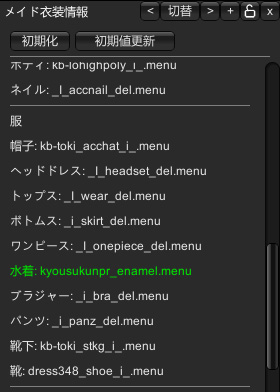 メイド衣装情報 < 切替 > + x
初期化 初期値更新
ボディ: kb-lohighpoly_i_.menu
ネイル: _I_accnail_del.menu
服
帽子: kb-toki_acchat_i_.menu
ヘッドドレス: _I_headset_del.menu
トップス: _I_wear_del.menu
ボトムス: _i_skirt_del.menu
ワンピース: _I_onepiece_del.menu
水着: kyousukunpr_enamel.menu
ブラジャー: _i_bra_del.menu
パンツ: _i_panz_del.menu
靴下: kb-toki_stkg_i_.menu
靴: dress348_shoe_i_.menu